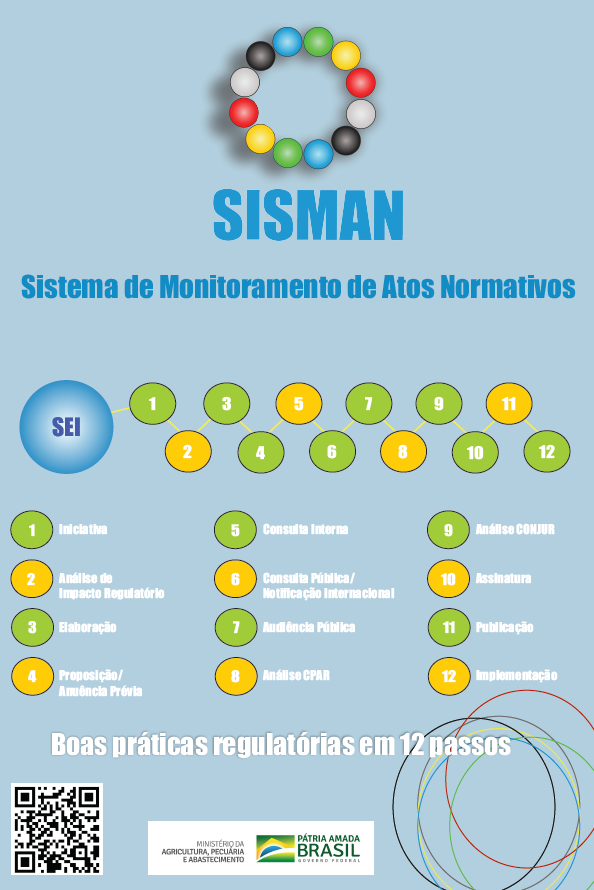 SISMAN
Sistema de Monitoramento de Atos Normativos
SEI
1
2
3
4
5
6
7
8
9
10
11
12
1 Iniciativa
2 Análise de
Impacto Regulatório
3 Elaboração
4 Proposição/
Anuência Prévia
5 Consulta Interna
6 Consulta Pública/
Notificação Internacional
7 Audiência Pública
8 Análise CPAR
9 Análise CONJUR
10 Assinatura
11 Publicação
12 Implementação
Boas práticas regulatórias em 12 passos
MINISTÉRIO DA
AGRICULTURA, PECUÁRIA
E ABASTECIMENTO
PÁTRIA AMADA
BRASIL
GOVERNO FEDERAL